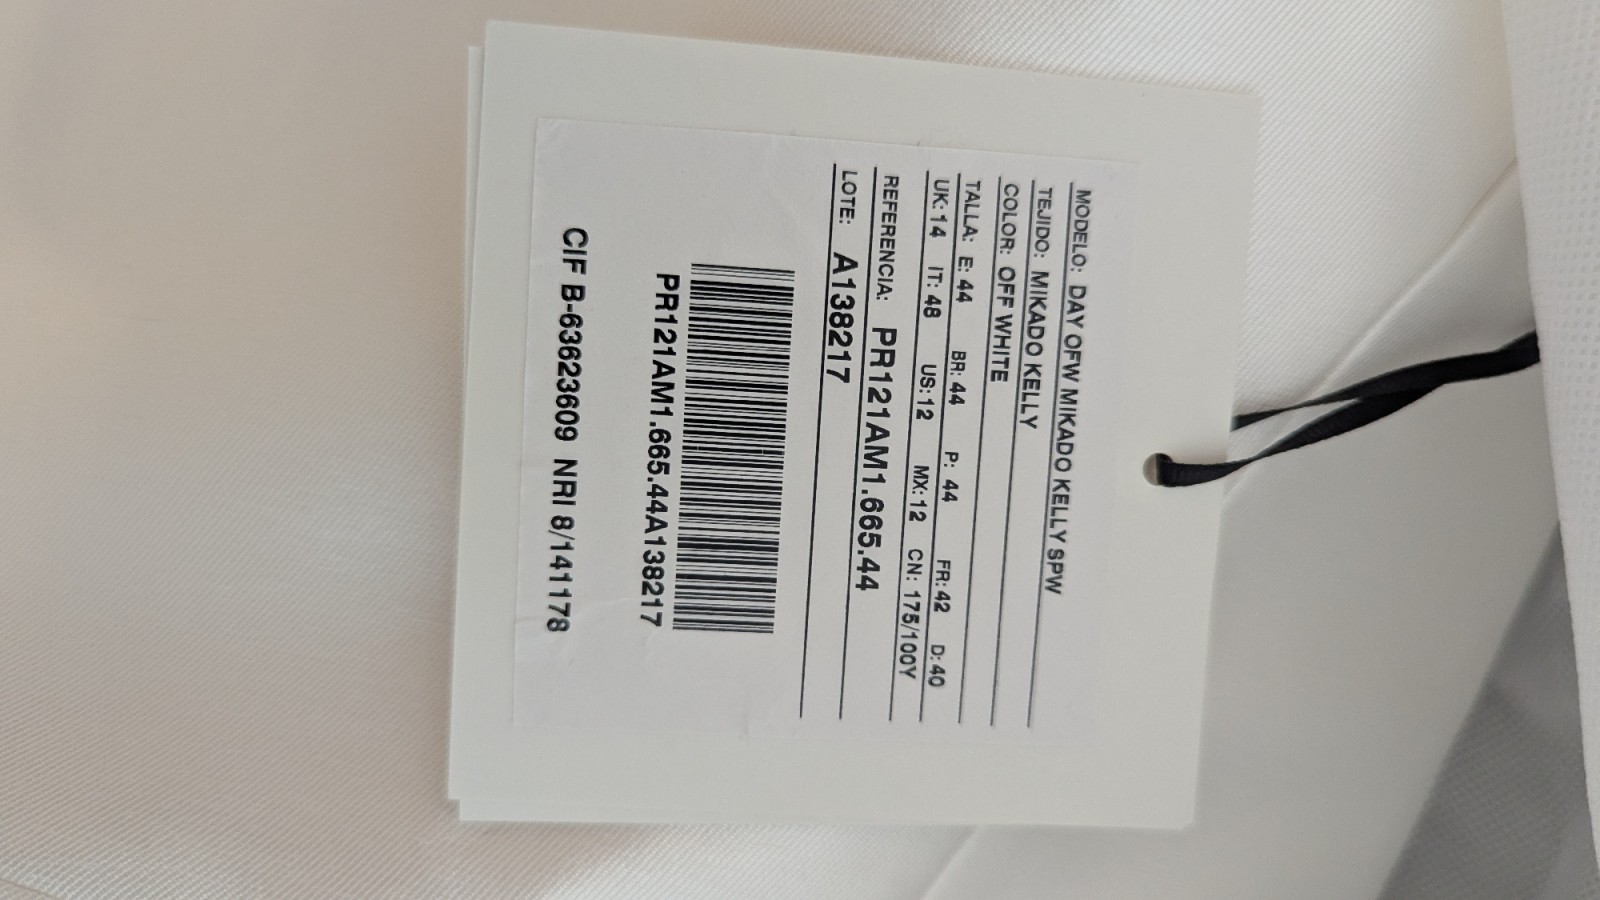 MODELO: DAY OFW MIKADO KELLY SPW
TEJIDO: MIKADO KELLY
COLOR: OFF WHITE
TALLA: E: 44 BR: 44 P: 44 FR: 42 D: 40
UK: 14 IT: 48 US: 12 MX: 12 CN: 175/100Y
REFERENCIA: PR121AM1.665.44
LOTE: A138217
PR121AM1.665.44A138217
CIF B-63623609 NRI 8/141178